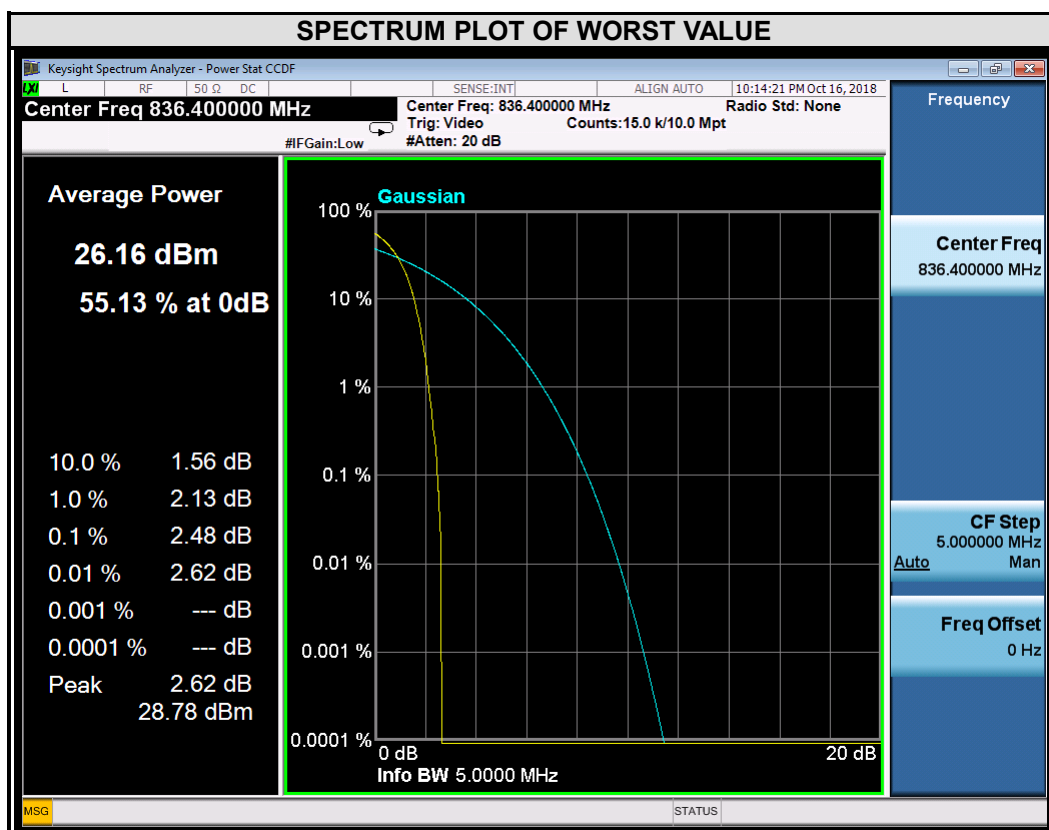 SPECTRUM PLOT OF WORST VALUE
Keysight Spectrum Analyzer - Power Stat CCDF
LXI L RF 50 Ω DC SENSE:INT ALIGN AUTO 10:14:21 PM Oct 16, 2018
Center Freq 836.400000 MHz
Center Freq: 836.400000 MHz Radio Std: None
Trig: Video Counts:15.0 k/10.0 Mpt
#IFGain:Low #Atten: 20 dB
Frequency
Average Power
26.16 dBm
55.13 % at 0dB
10.0 % 1.56 dB
1.0 % 2.13 dB
0.1 % 2.48 dB
0.01 % 2.62 dB
0.001 % --- dB
0.0001 % --- dB
Peak 2.62 dB
28.78 dBm
Gaussian
100 %
10 %
1 %
0.1 %
0.01 %
0.001 %
0.0001 %
0 dB 20 dB
Info BW 5.0000 MHz
Center Freq
836.400000 MHz
CF Step
5.000000 MHz
Auto Man
Freq Offset
0 Hz
MSG STATUS